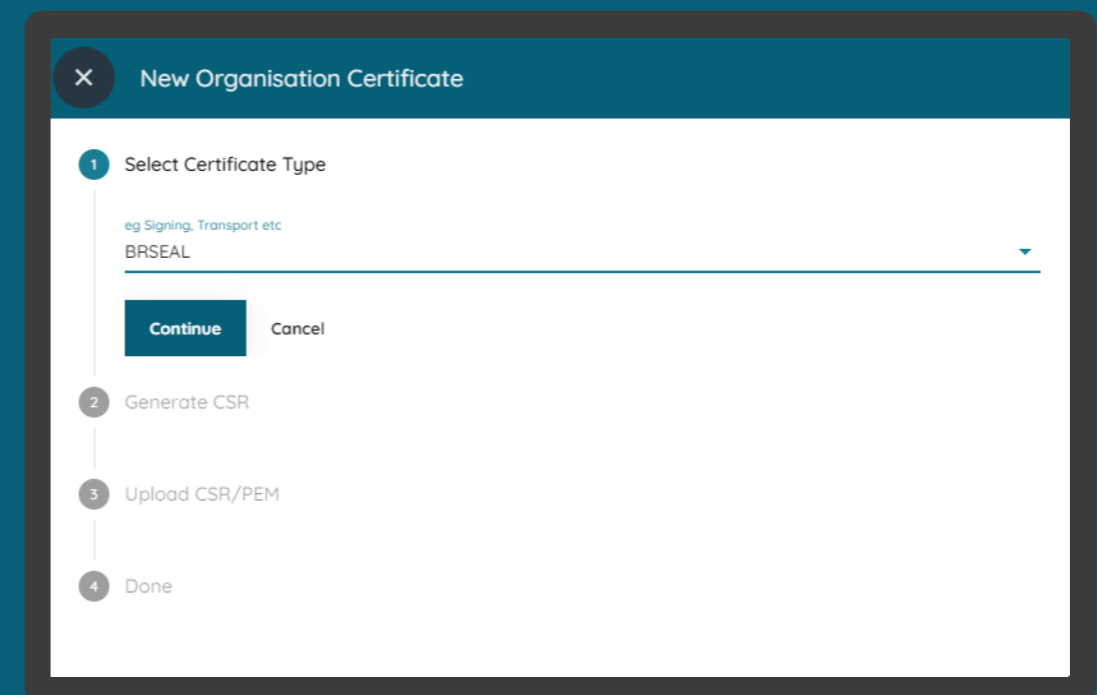 New Organisation Certificate
1 Select Certificate Type
eg Signing, Transport etc
BRSEAL
Continue Cancel
2 Generate CSR
3 Upload CSR/PEM
4 Done